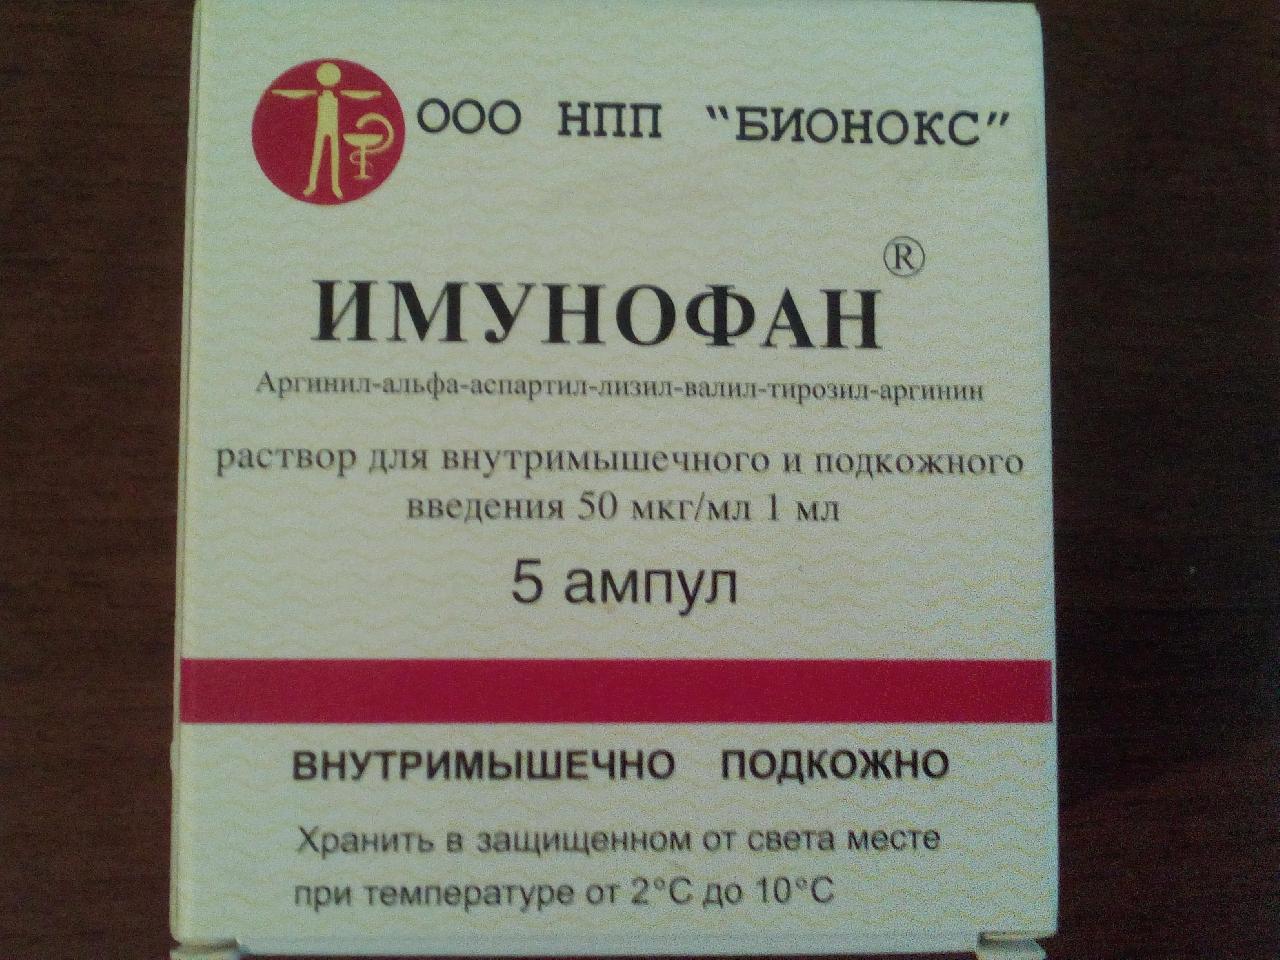 ООО НПП "БИОНОКС"
ИМУНОФАН®
Аргинил-альфа-аспартил-лизил-валил-тирозил-аргинин
раствор для внутримышечного и подкожного
введения 50 мкг/мл 1 мл
5 ампул
ВНУТРИМЫШЕЧНО ПОДКОЖНО
Хранить в защищенном от света месте
при температуре от 2°С до 10°С